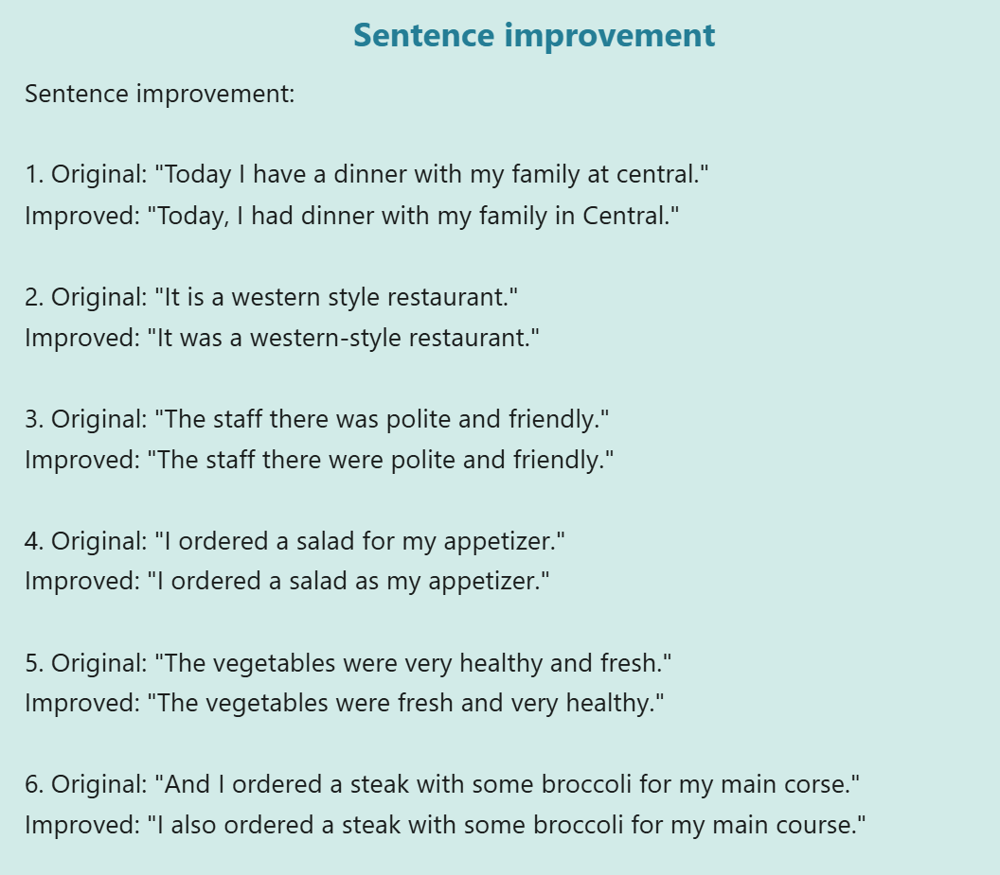 Sentence improvement
Sentence improvement:
1. Original: "Today I have a dinner with my family at central."
Improved: "Today, I had dinner with my family in Central."
2. Original: "It is a western style restaurant."
Improved: "It was a western-style restaurant."
3. Original: "The staff there was polite and friendly."
Improved: "The staff there were polite and friendly."
4. Original: "I ordered a salad for my appetizer."
Improved: "I ordered a salad as my appetizer."
5. Original: "The vegetables were very healthy and fresh."
Improved: "The vegetables were fresh and very healthy."
6. Original: "And I ordered a steak with some broccoli for my main corse."
Improved: "I also ordered a steak with some broccoli for my main course."